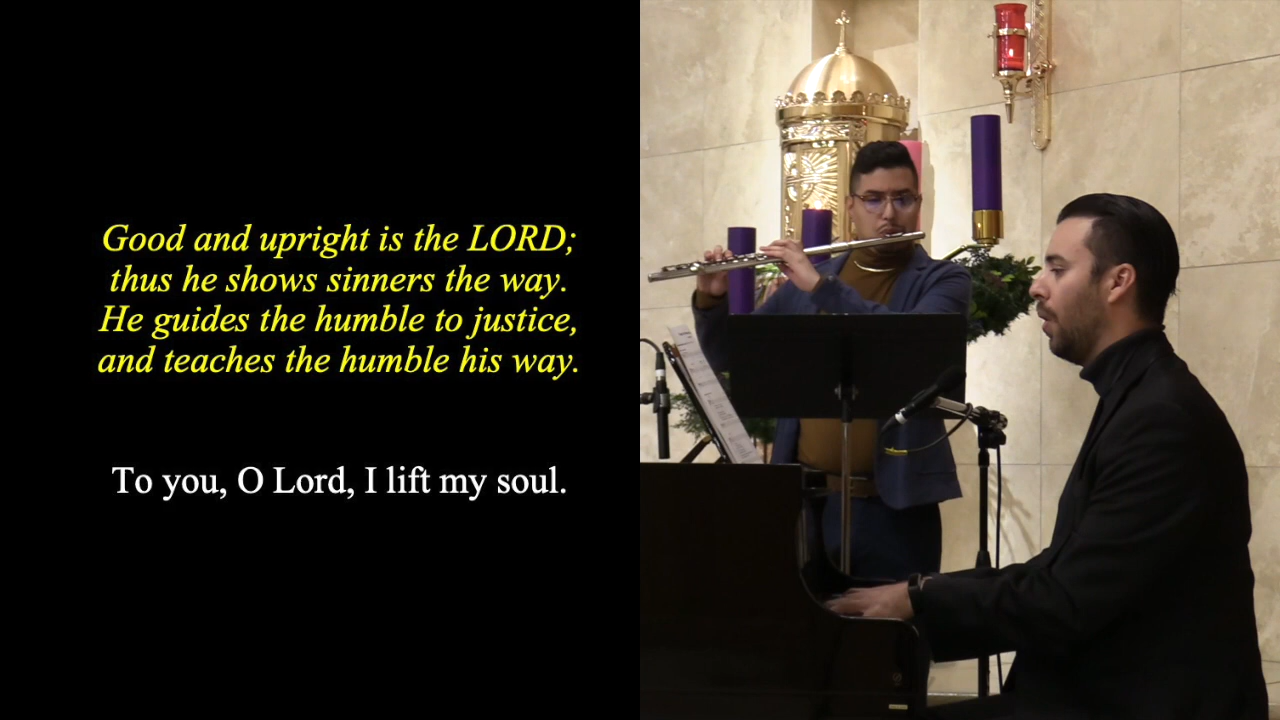 Good and upright is the LORD;
thus he shows sinners the way.
He guides the humble to justice,
and teaches the humble his way.
To you, O Lord, I lift my soul.